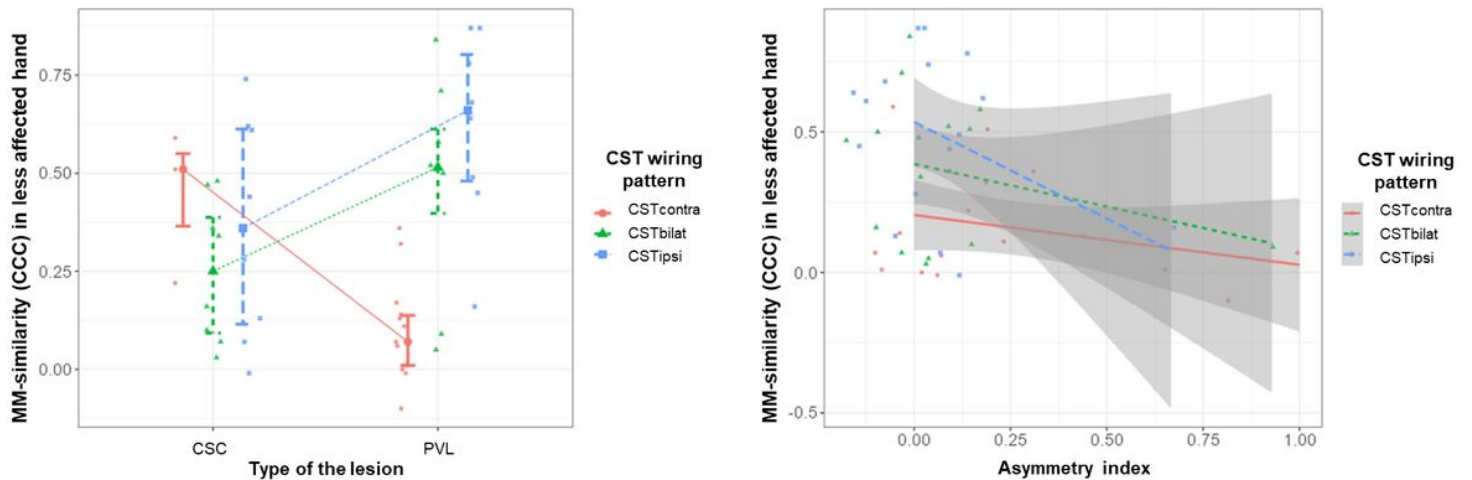 MM-similarity (CCC) in less affected hand
0.75
0.50
0.25
0.00
CSC
PVL
Type of the lesion
CST wiring
pattern
CSTcontra
CSTbilat
CSTipsi
MM-similarity (CCC) in less affected hand
0.5
0.0
-0.5
0.00
0.25
0.50
0.75
1.00
Asymmetry index
CST wiring
pattern
CSTcontra
CSTbilat
CSTipsi